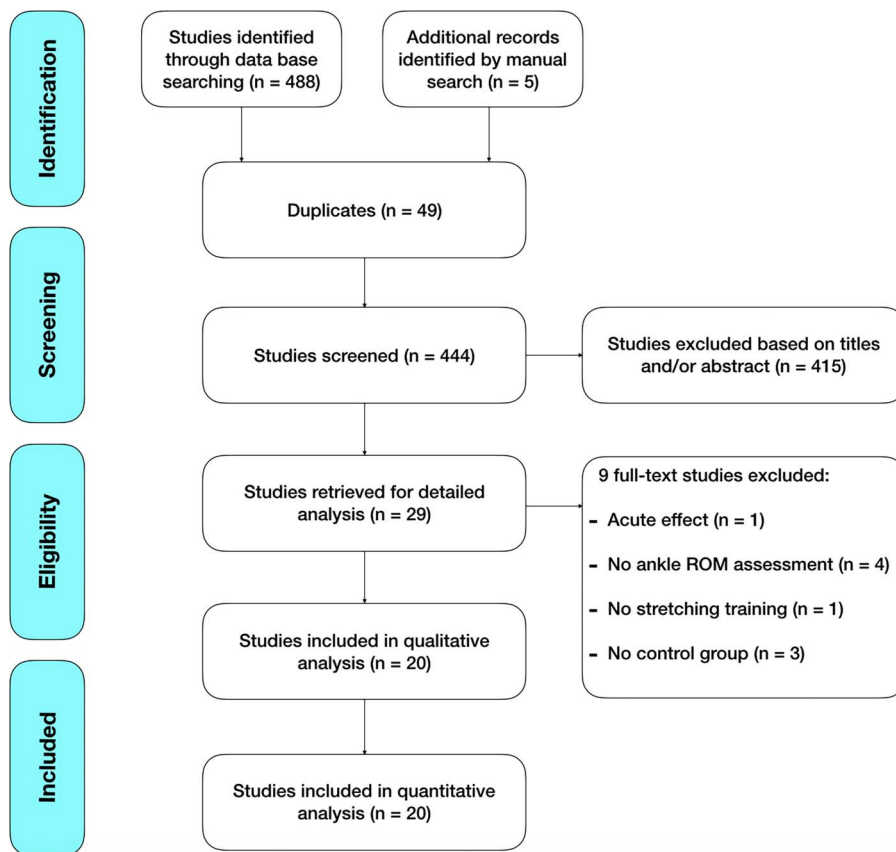 Identification
Studies identified
through data base
searching (n = 488)
Additional records
identified by manual
search (n = 5)
Duplicates (n = 49)
Screening
Studies screened (n = 444)
Studies excluded based on titles
and/or abstract (n = 415)
Eligibility
Studies retrieved for detailed
analysis (n = 29)
9 full-text studies excluded:
- Acute effect (n = 1)
- No ankle ROM assessment (n = 4)
- No stretching training (n = 1)
- No control group (n = 3)
Studies included in qualitative
analysis (n = 20)
Included
Studies included in quantitative
analysis (n = 20)